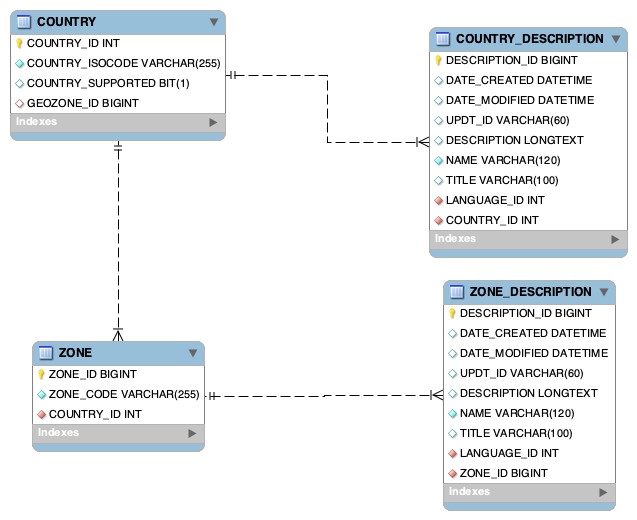 COUNTRY
COUNTRY_ID INT
COUNTRY_ISOCODE VARCHAR(255)
COUNTRY_SUPPORTED BIT(1)
GEOZONE_ID BIGINT
Indexes
COUNTRY_DESCRIPTION
DESCRIPTION_ID BIGINT
DATE_CREATED DATETIME
DATE_MODIFIED DATETIME
UPDT_ID VARCHAR(60)
DESCRIPTION LONGTEXT
NAME VARCHAR(120)
TITLE VARCHAR(100)
LANGUAGE_ID INT
COUNTRY_ID INT
Indexes
ZONE
ZONE_ID BIGINT
ZONE_CODE VARCHAR(255)
COUNTRY_ID INT
Indexes
ZONE_DESCRIPTION
DESCRIPTION_ID BIGINT
DATE_CREATED DATETIME
DATE_MODIFIED DATETIME
UPDT_ID VARCHAR(60)
DESCRIPTION LONGTEXT
NAME VARCHAR(120)
TITLE VARCHAR(100)
LANGUAGE_ID INT
ZONE_ID BIGINT
Indexes